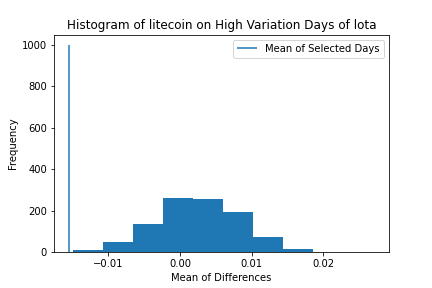 Histogram of litecoin on High Variation Days of Iota
Mean of Selected Days
1000
800
600
400
200
0
Frequency
−0.01 0.00 0.01 0.02
Mean of Differences